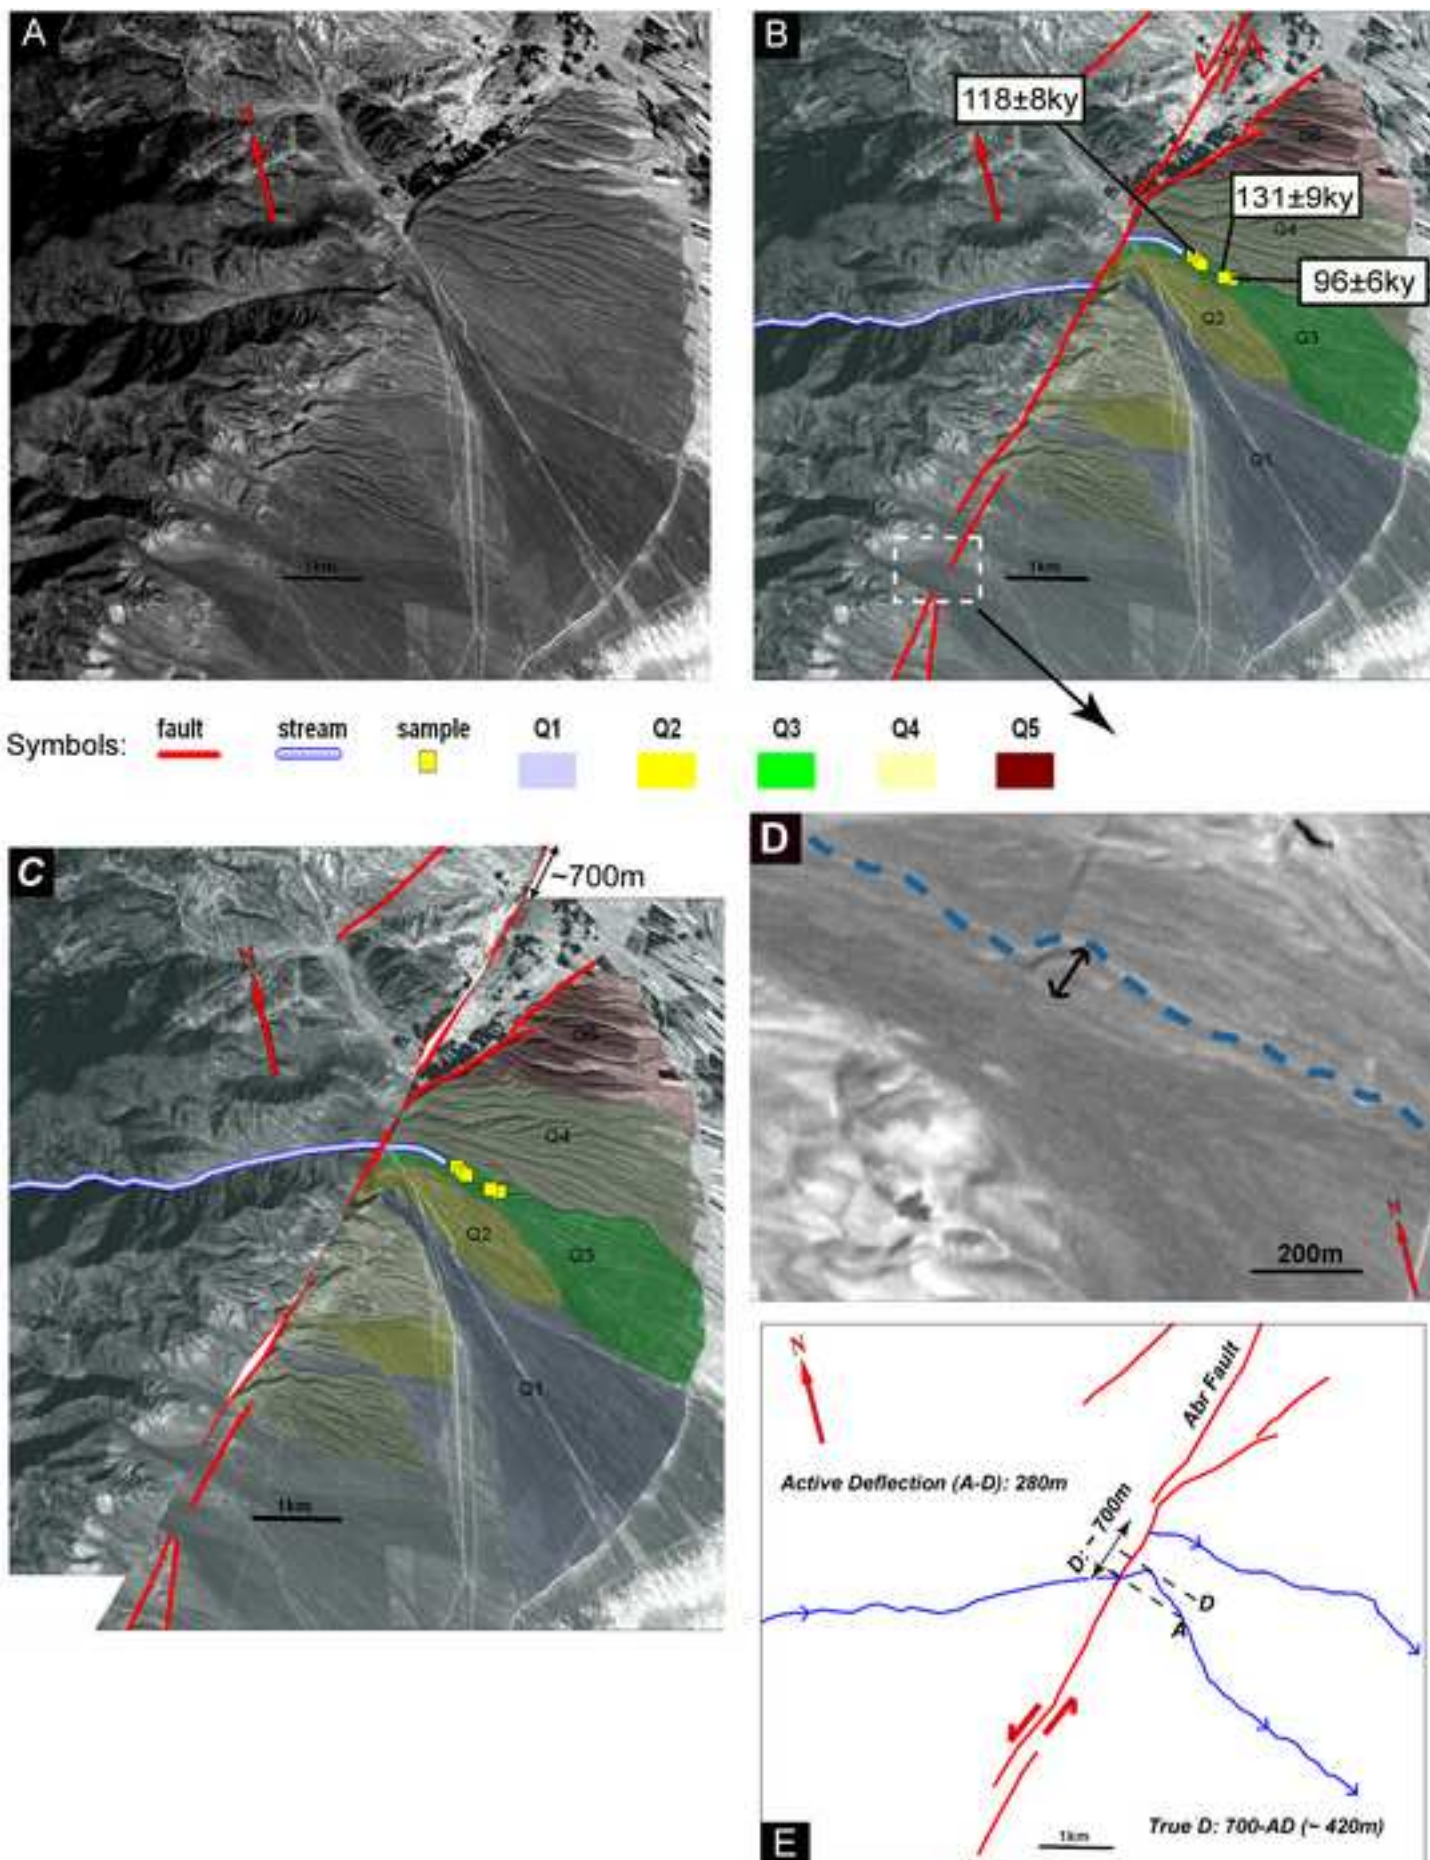 A
N
1km
B
118±8ky
131±9ky
96±6ky
Q4
Q2
Q3
Q1
1km
Symbols:
fault
stream
sample
Q1
Q2
Q3
Q4
Q5
C
~700m
N
Q5
Q4
Q2
Q3
Q1
1km
D
N
200m
N
Abr Fault
Active Deflection (A-D): 280m
D: ~ 700m
D
A
True D: 700-AD (~ 420m)
1km
E